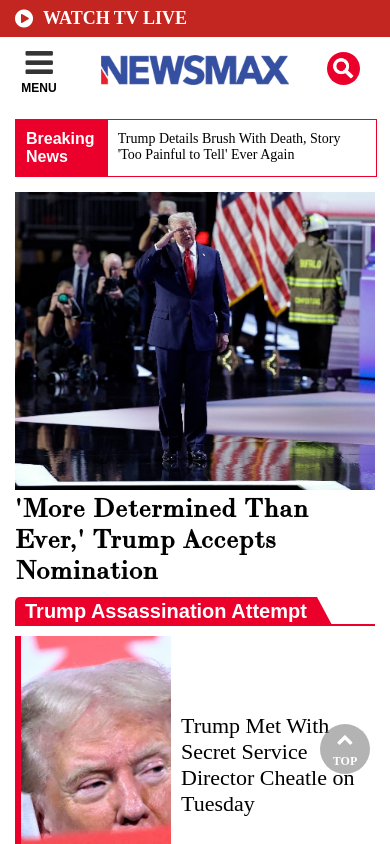 WATCH TV LIVE
MENU
NEWSMAX
Breaking
News
Trump Details Brush With Death, Story
'Too Painful to Tell' Ever Again
BUFFALO
COMPERATORE
'More Determined Than
Ever,' Trump Accepts
Nomination
Trump Assassination Attempt
Trump Met With
Secret Service
Director Cheatle on
Tuesday
TOP